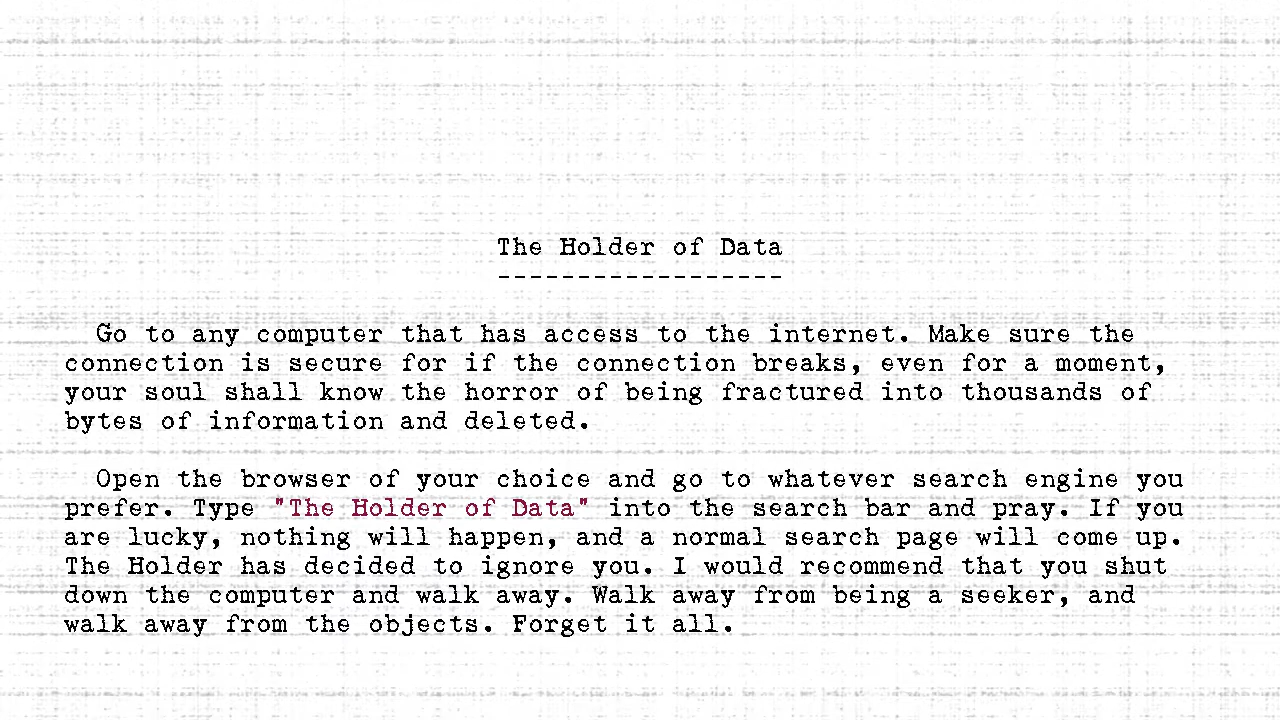 The Holder of Data
------------------
Go to any computer that has access to the internet. Make sure the
connection is secure for if the connection breaks, even for a moment,
your soul shall know the horror of being fractured into thousands of
bytes of information and deleted.
Open the browser of your choice and go to whatever search engine you
prefer. Type "The Holder of Data" into the search bar and pray. If you
are lucky, nothing will happen, and a normal search page will come up.
The Holder has decided to ignore you. I would recommend that you shut
down the computer and walk away. Walk away from being a seeker, and
walk away from the objects. Forget it all.